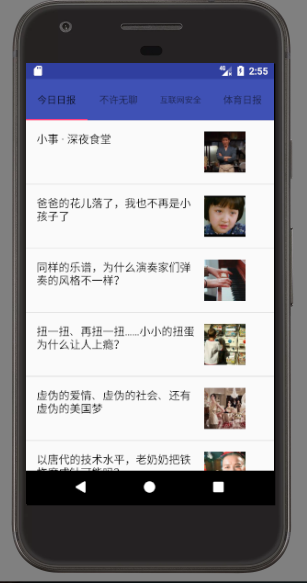 2:55
今日日报 不许无聊 互联网安全 体育日报
小事 · 深夜食堂
爸爸的花儿落了，我也不再是小
孩子了
同样的乐谱，为什么演奏家们弹
奏的风格不一样？
扭一扭、再扭一扭……小小的扭蛋
为什么让人上瘾？
虚伪的爱情、虚伪的社会、还有
虚伪的美国梦
以唐代的技术水平，老奶奶把铁